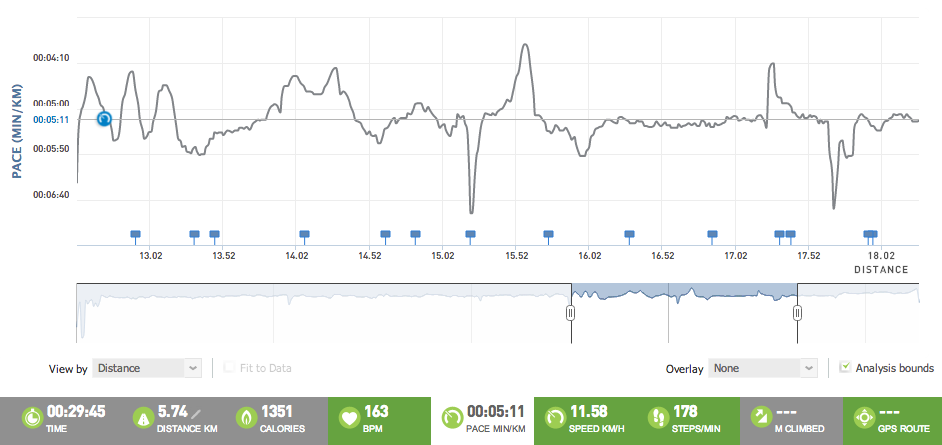 00:04:10
00:05:00
00:05:11
00:05:50
00:06:40
PACE (MIN/KM)
13.02 13.52 14.02 14.52 15.02 15.52 16.02 16.52 17.02 17.52 18.02
DISTANCE
View by Distance Fit to Data Overlay None Analysis bounds
00:29:45 5.74 / 1351 163 00:05:11 11.58 178 --- ---
TIME DISTANCE KM CALORIES BPM PACE MIN/KM SPEED KM/H STEPS/MIN M CLIMBED GPS ROUTE